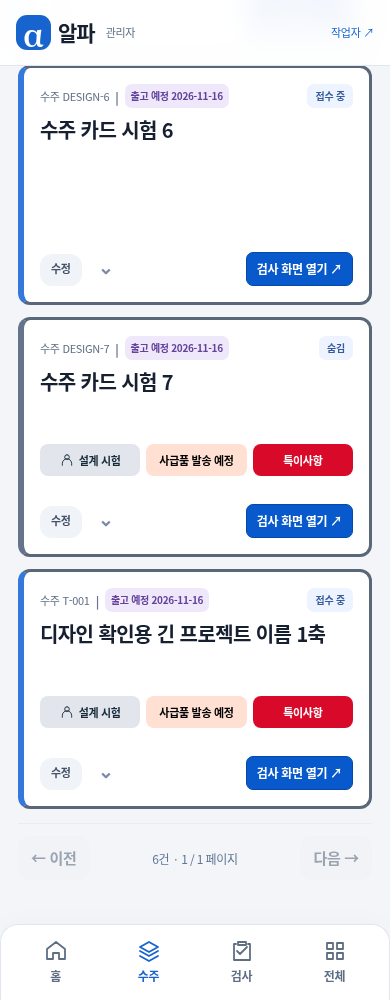 α 알파 관리자 작업자 ↗
수주 DESIGN-6 | 출고 예정 2026-11-16 접수 중
수주 카드 시험 6
수정 검사 화면 열기 ↗
수주 DESIGN-7 | 출고 예정 2026-11-16 숨김
수주 카드 시험 7
설계 시험 사급품 발송 예정 특이사항
수정 검사 화면 열기 ↗
수주 T-001 | 출고 예정 2026-11-16 접수 중
디자인 확인용 긴 프로젝트 이름 1축
설계 시험 사급품 발송 예정 특이사항
수정 검사 화면 열기 ↗
← 이전 6건 · 1 / 1 페이지 다음 →
홈 수주 검사 전체